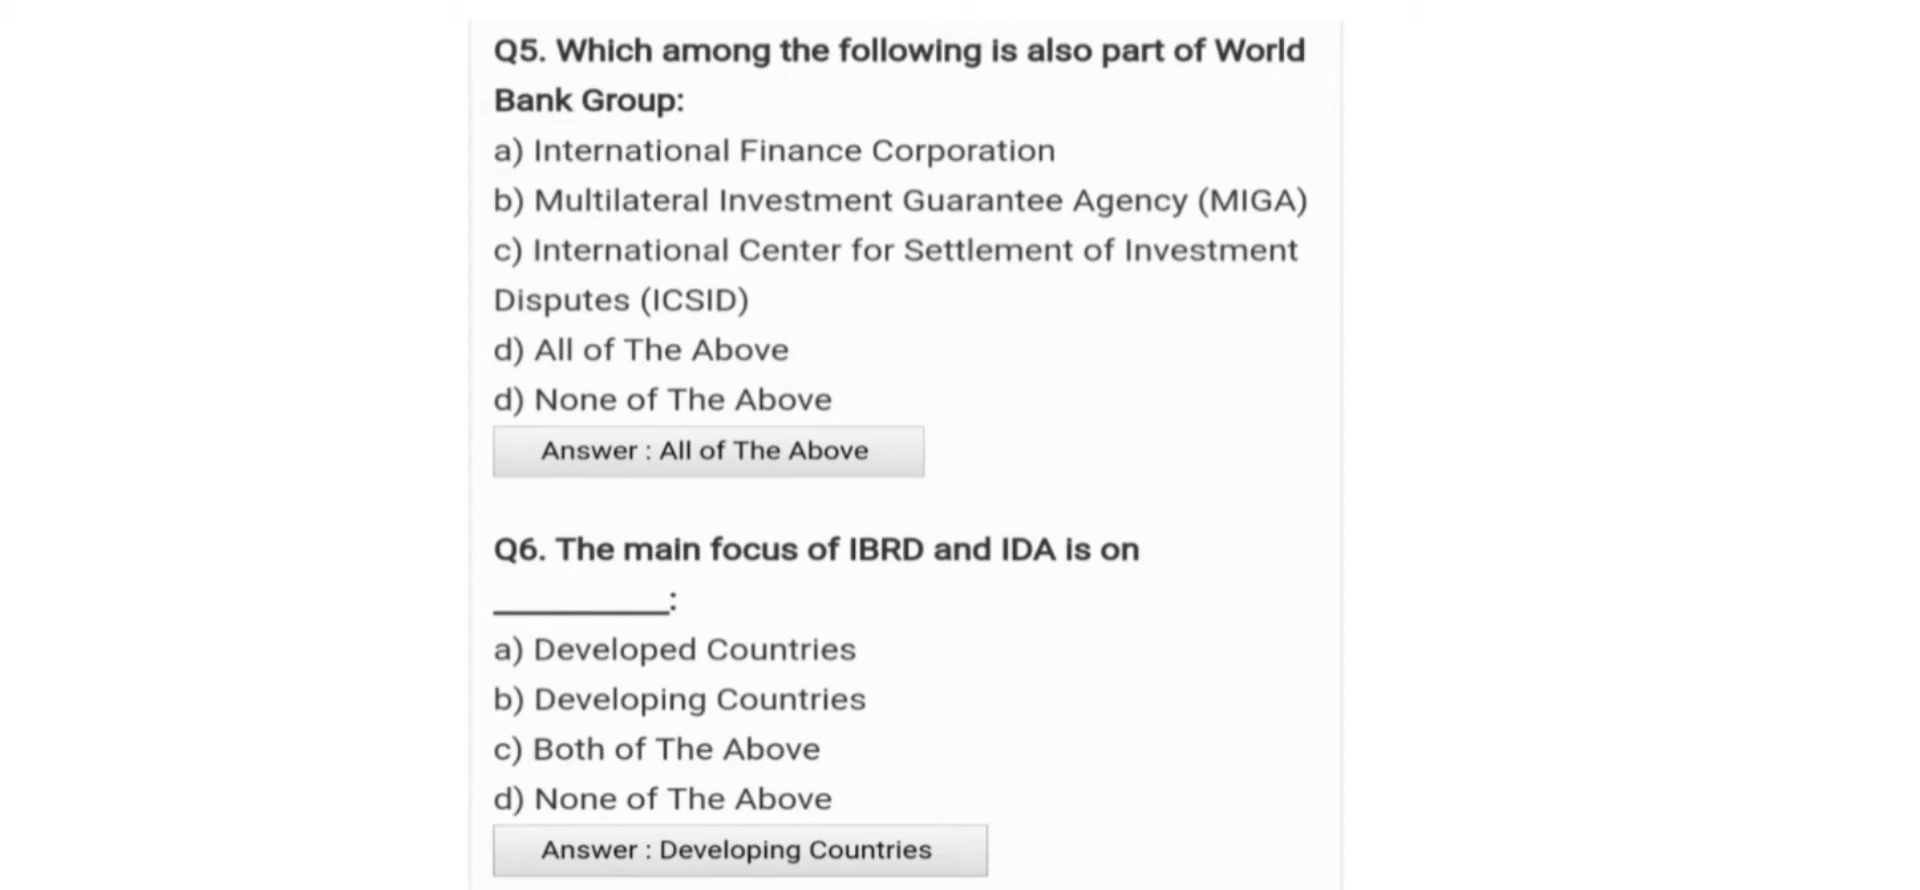 Q5. Which among the following is also part of World
Bank Group:
a) International Finance Corporation
b) Multilateral Investment Guarantee Agency (MIGA)
c) International Center for Settlement of Investment
Disputes (ICSID)
d) All of The Above
d) None of The Above
Answer : All of The Above
Q6. The main focus of IBRD and IDA is on
__________:
a) Developed Countries
b) Developing Countries
c) Both of The Above
d) None of The Above
Answer : Developing Countries